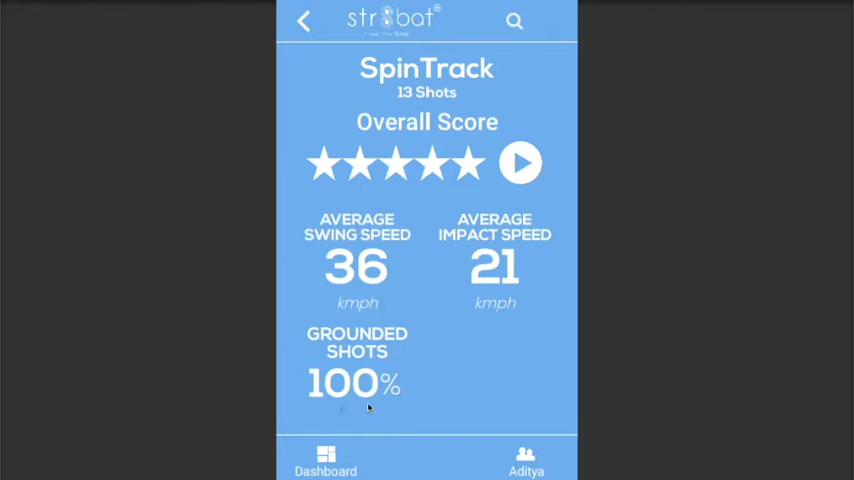 str8bat
SpinTrack
13 Shots
Overall Score
AVERAGE SWING SPEED
36
kmph
AVERAGE IMPACT SPEED
21
kmph
GROUNDED SHOTS
100%
Dashboard
Aditya